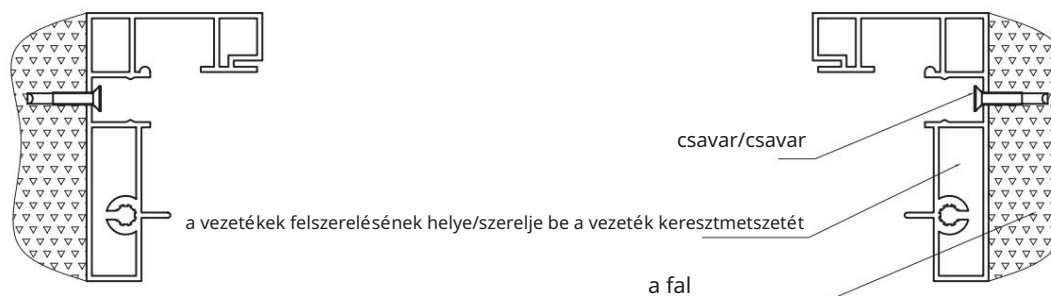 csavar/csavar
a vezetékek felszerelésének helye/szerelje be a vezeték keresztmetszetét
a fal